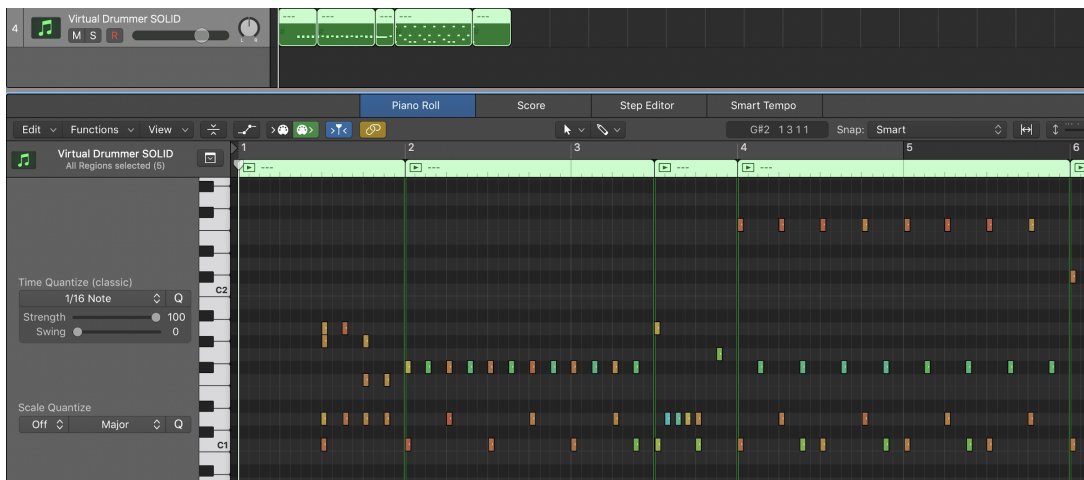 4 Virtual Drummer SOLID
M S R
L R
--- --- --- --- ---
Piano Roll Score Step Editor Smart Tempo
Edit Functions View G#2 1 3 1 1 Snap: Smart
Virtual Drummer SOLID
All Regions selected (5)
1 2 3 4 5 6
--- --- --- ---
Time Quantize (classic)
1/16 Note Q
Strength 100
Swing 0
C2
Scale Quantize
Off Major Q
C1